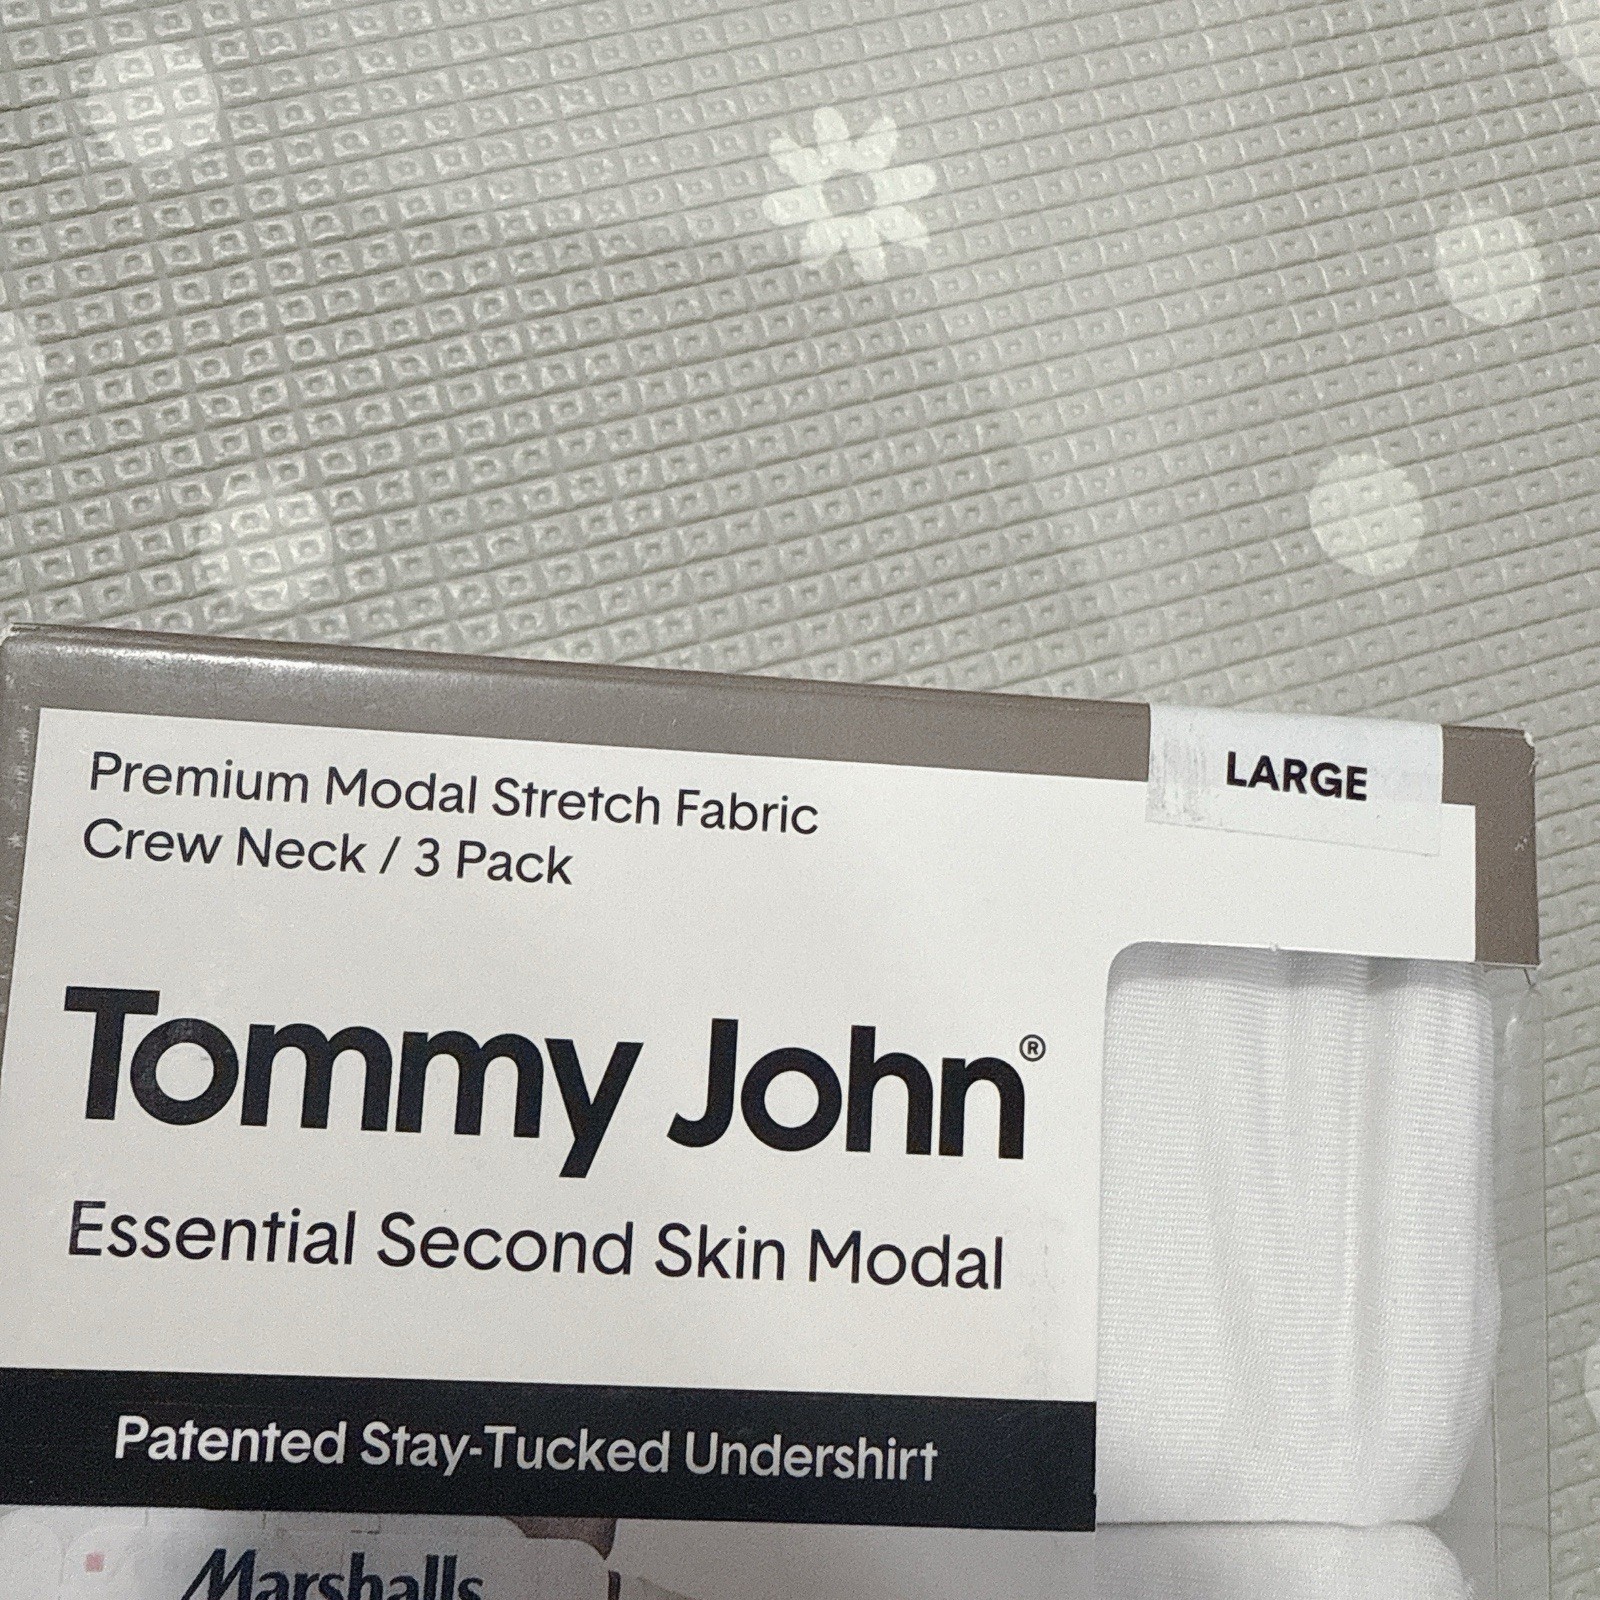 LARGE
Premium Modal Stretch Fabric
Crew Neck / 3 Pack
Tommy John®
Essential Second Skin Modal
Patented Stay-Tucked Undershirt
Marshalls